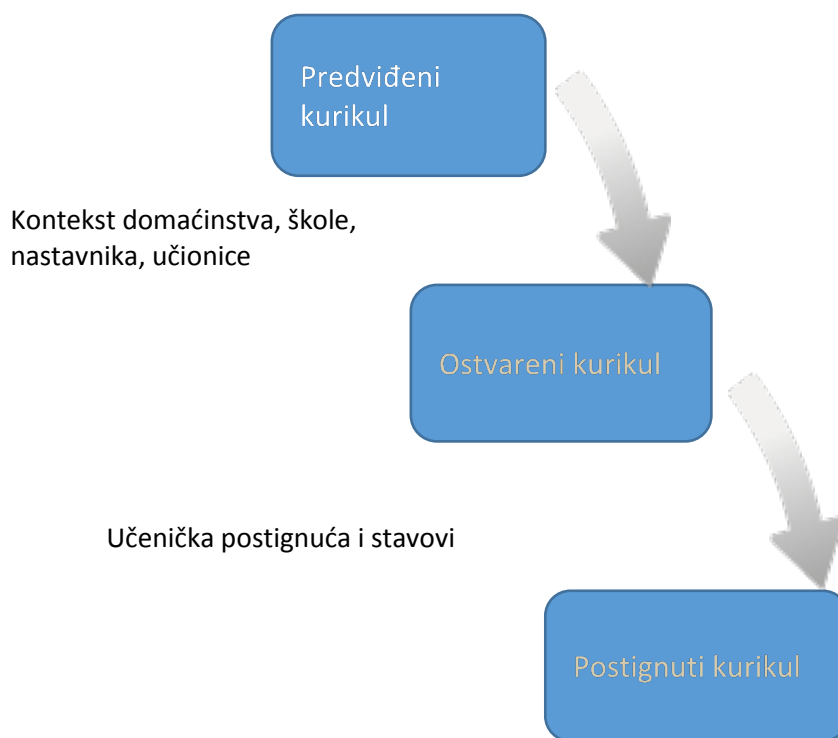 Predviđeni
kurikul
Kontekst domaćinstva, škole,
nastavnika, učionice
Ostvareni kurikul
Učenička postignuća i stavovi
Postignuti kurikul